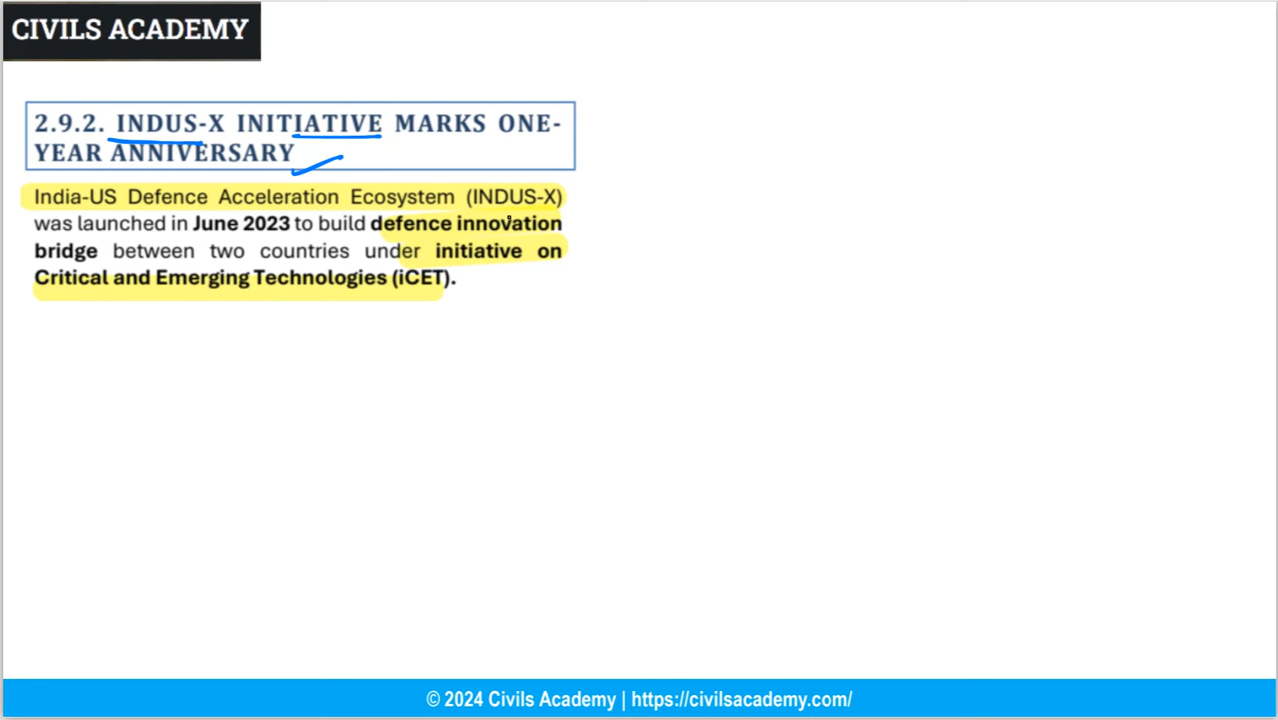 CIVILS ACADEMY
2.9.2. INDUS-X INITIATIVE MARKS ONE-
YEAR ANNIVERSARY
India-US Defence Acceleration Ecosystem (INDUS-X)
was launched in June 2023 to build defence innovation
bridge between two countries under initiative on
Critical and Emerging Technologies (iCET).
© 2024 Civils Academy | https://civilsacademy.com/